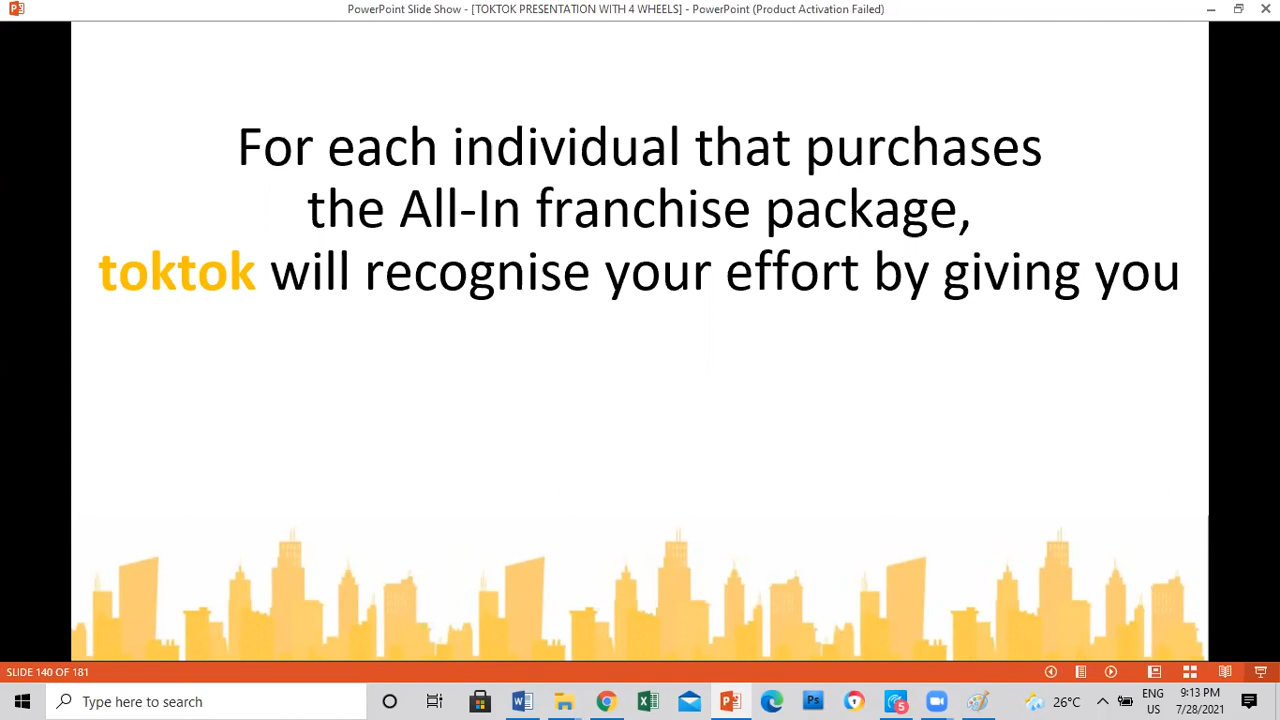 PowerPoint Slide Show - [TOKTOK PRESENTATION WITH 4 WHEELS] - PowerPoint (Product Activation Failed)
For each individual that purchases
the All-In franchise package,
toktok will recognise your effort by giving you
SLIDE 140 OF 181
Type here to search
5
26°C
ENG
US
9:13 PM
7/28/2021